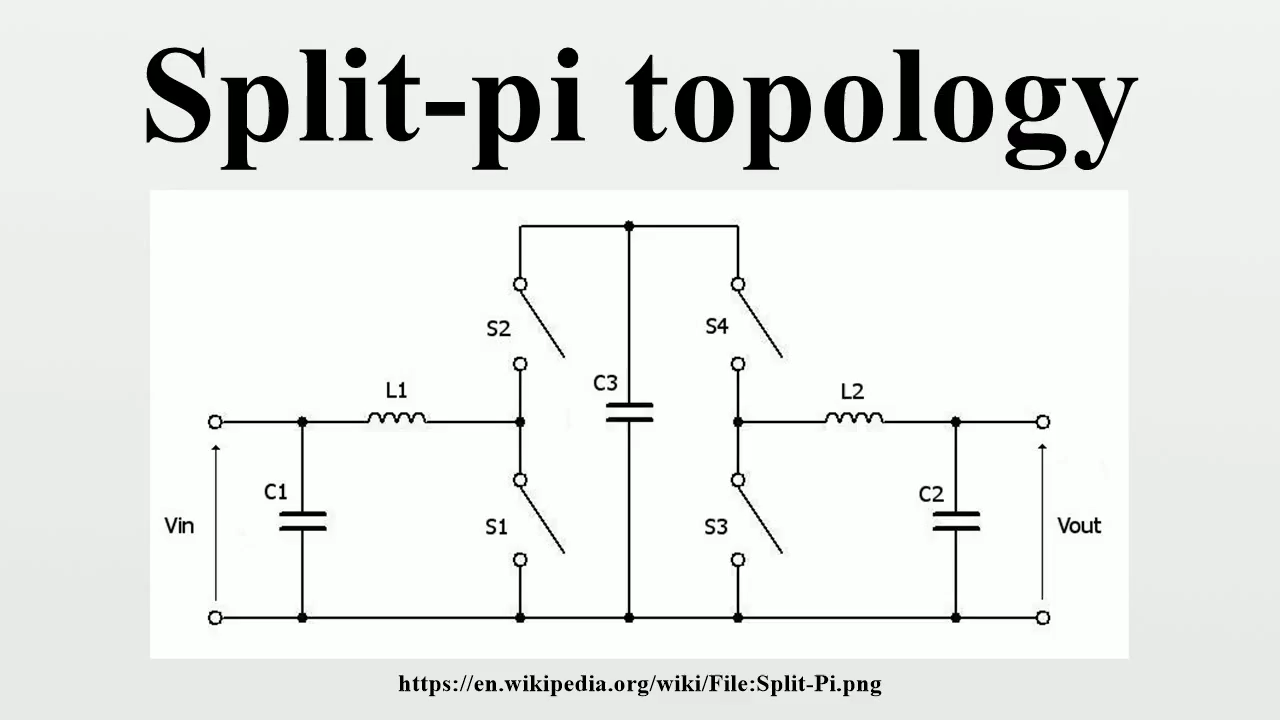 Split-pi topology
S2
S4
C3
L1
L2
C1
C2
Vin
S1
S3
Vout
https://en.wikipedia.org/wiki/File:Split-Pi.png